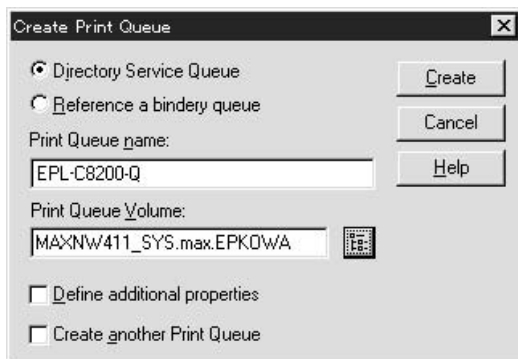 Create Print Queue
Directory Service Queue
Reference a bindery queue
Print Queue name:
EPL-C8200-Q
Print Queue Volume:
MAXNW411_SYS.max.EPKOWA
Define additional properties
Create another Print Queue
Create
Cancel
Help